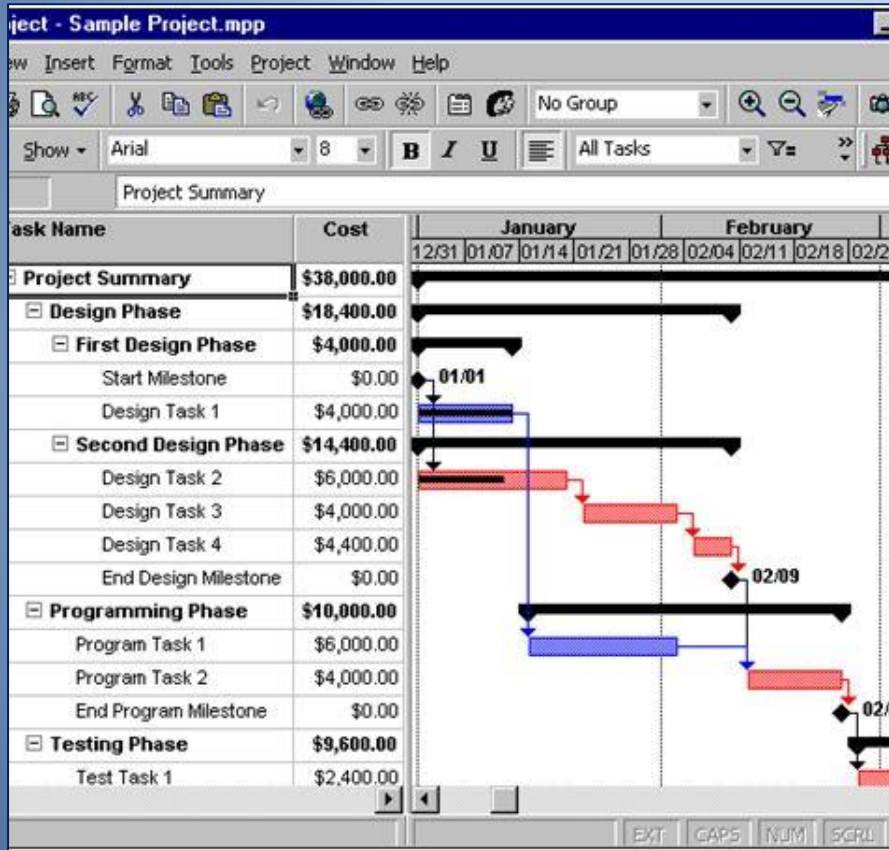 ject - Sample Project.mpp
ew Insert Format Tools Project Window Help
ABC No Group
Show Arial 8 B I U All Tasks
Project Summary
Task Name Cost January February
12/31 01/07 01/14 01/21 01/28 02/04 02/11 02/18 02/2
Project Summary $38,000.00
Design Phase $18,400.00
First Design Phase $4,000.00
Start Milestone $0.00 01/01
Design Task 1 $4,000.00
Second Design Phase $14,400.00
Design Task 2 $6,000.00
Design Task 3 $4,000.00
Design Task 4 $4,400.00
End Design Milestone $0.00 02/09
Programming Phase $10,000.00
Program Task 1 $6,000.00
Program Task 2 $4,000.00
End Program Milestone $0.00 02/
Testing Phase $9,600.00
Test Task 1 $2,400.00
EXT CAPS NUM SCRL